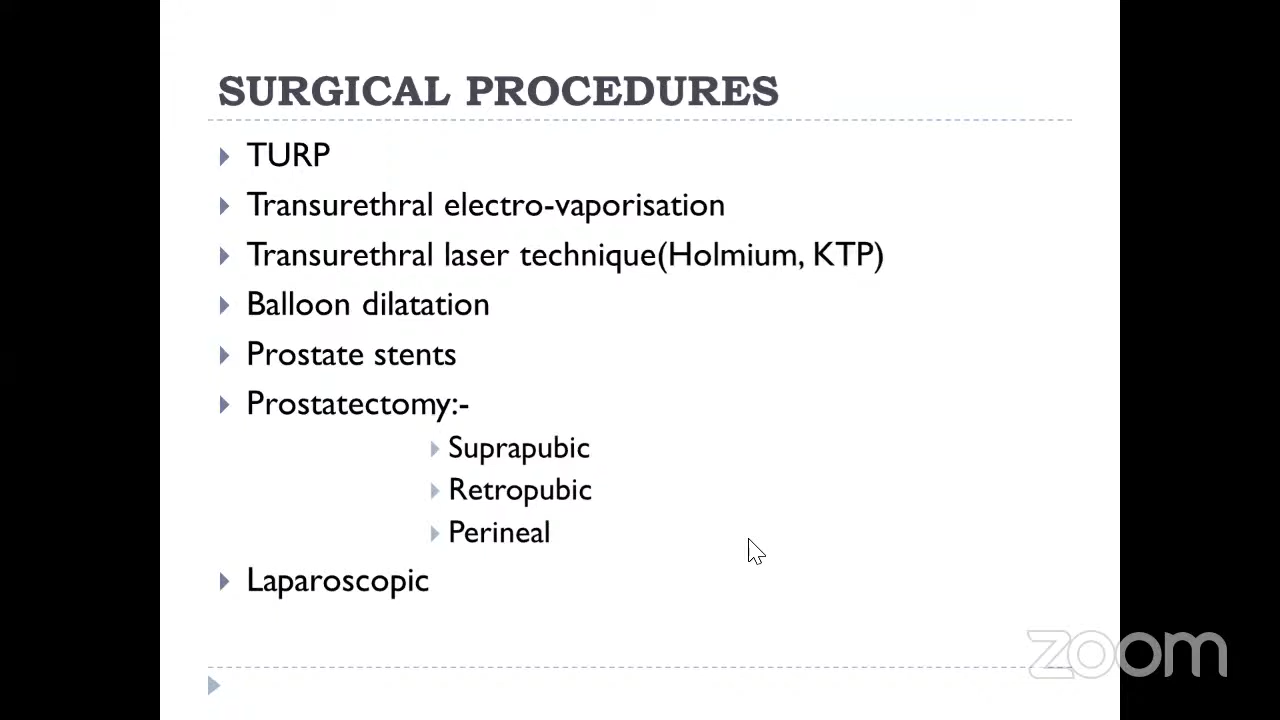 SURGICAL PROCEDURES
TURP
Transurethral electro-vaporisation
Transurethral laser technique(Holmium, KTP)
Balloon dilatation
Prostate stents
Prostatectomy:-
Suprapubic
Retropubic
Perineal
Laparoscopic
zoom